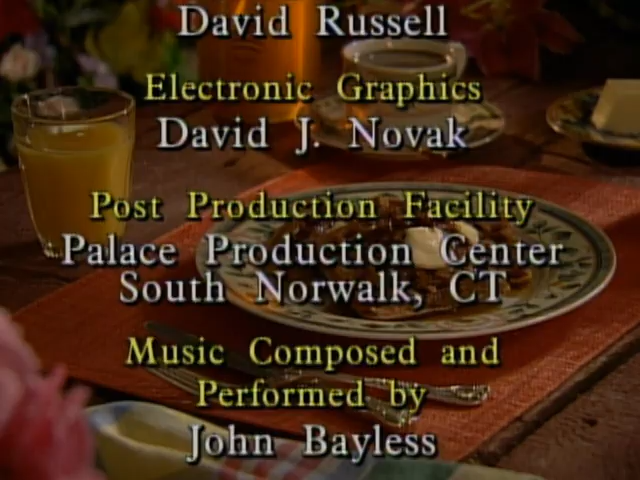 David Russell
Electronic Graphics
David J. Novak
Post Production Facility
Palace Production Center
South Norwalk, CT
Music Composed and
Performed by
John Bayless